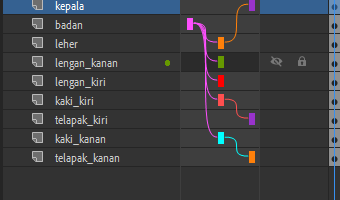 kepala
badan
leher
lengan_kanan
lengan_kiri
kaki_kiri
telapak_kiri
kaki_kanan
telapak_kanan